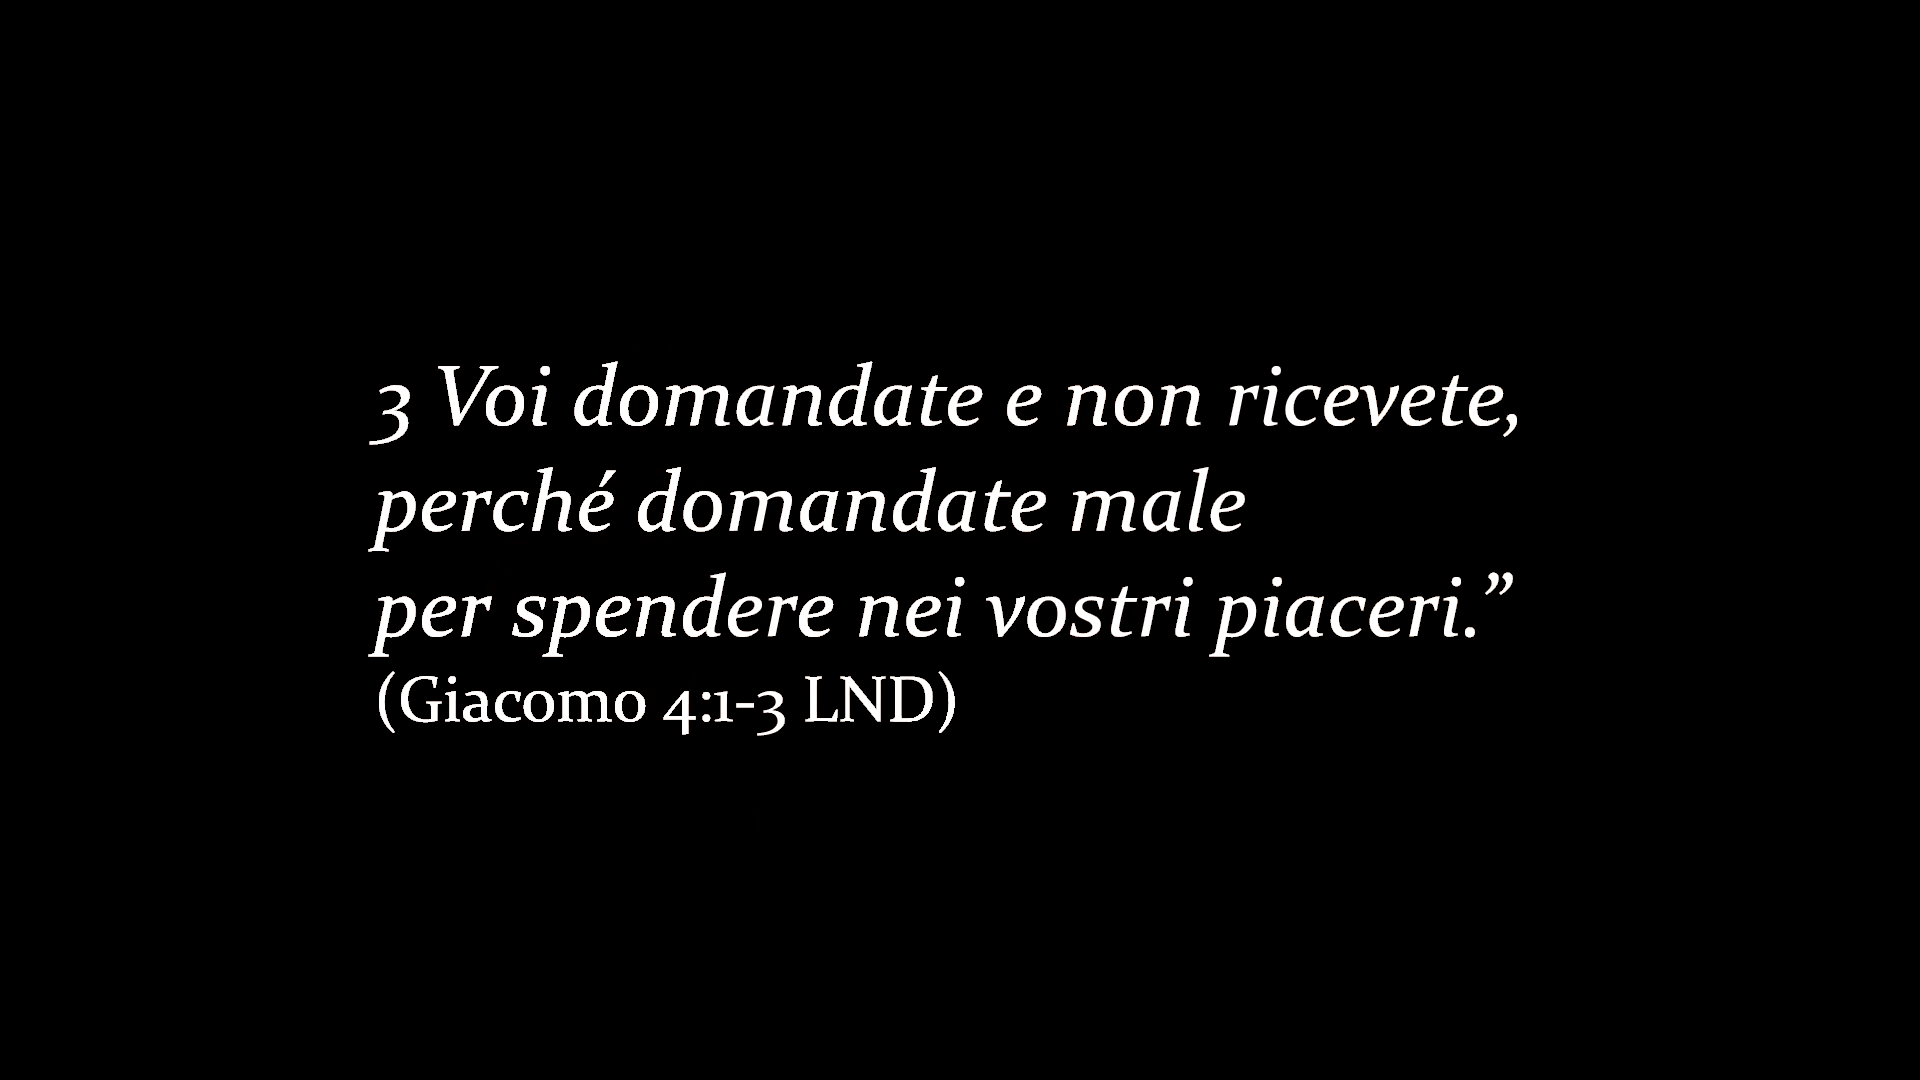 3 Voi domandate e non ricevete,
perché domandate male
per spendere nei vostri piaceri.”
(Giacomo 4:1-3 LND)